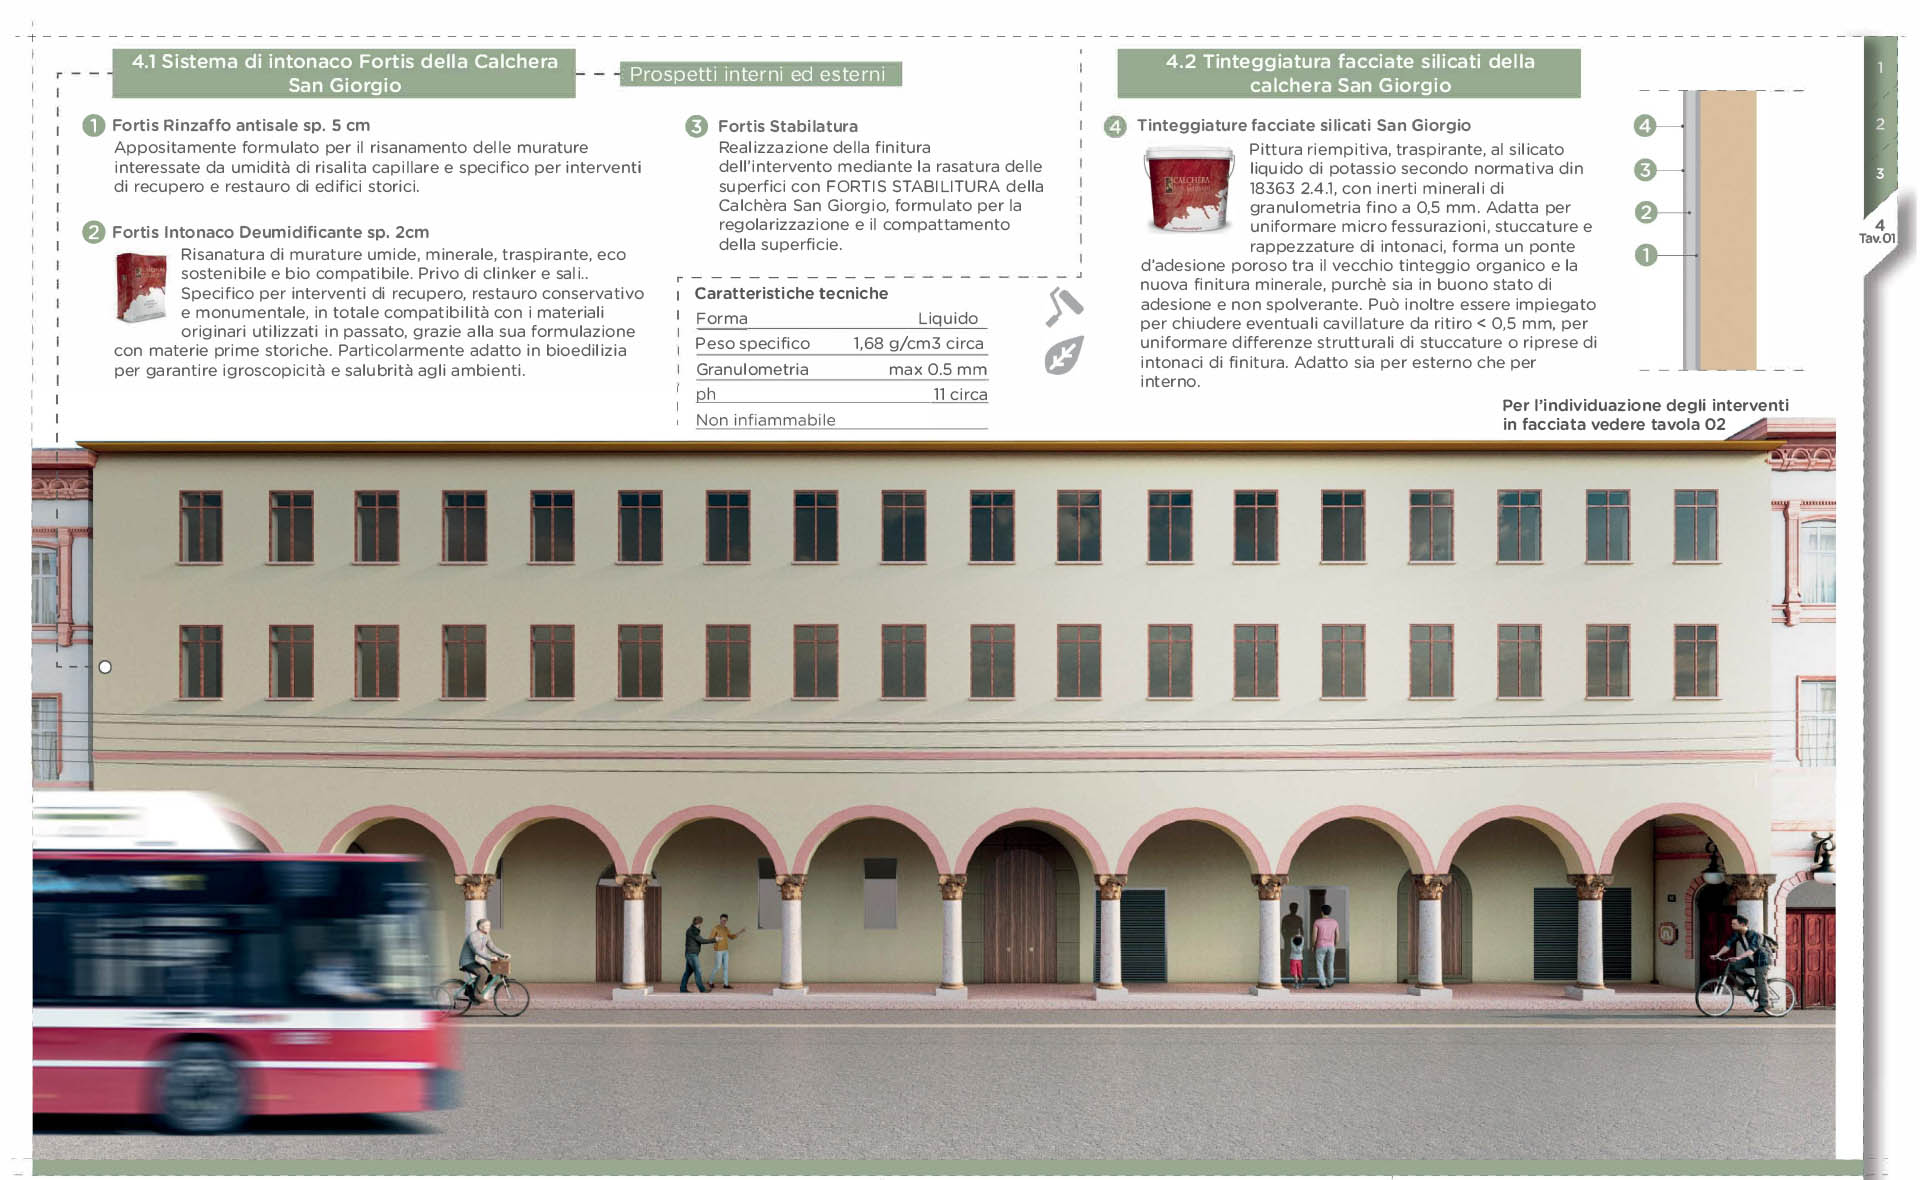 4.1 Sistema di intonaco Fortis della Calchera
San Giorgio
Prospetti interni ed esterni
1 Fortis Rinzaffo antisale sp. 5 cm
Appositamente formulato per il risanamento delle murature
interessate da umidità di risalita capillare e specifico per interventi
di recupero e restauro di edifici storici.
2 Fortis Intonaco Deumidificante sp. 2cm
Risanatura di murature umide, minerale, traspirante, eco
sostenibile e bio compatibile. Privo di clinker e sali..
Specifico per interventi di recupero, restauro conservativo
e monumentale, in totale compatibilità con i materiali
originari utilizzati in passato, grazie alla sua formulazione
con materie prime storiche. Particolarmente adatto in bioedilizia
per garantire igroscopicità e salubrità agli ambienti.
3 Fortis Stabilatura
Realizzazione della finitura
dell'intervento mediante la rasatura delle
superfici con FORTIS STABILITURA della
Calchèra San Giorgio, formulato per la
regolarizzazione e il compattamento
della superficie.
Caratteristiche tecniche
Forma Liquido
Peso specifico 1,68 g/cm3 circa
Granulometria max 0.5 mm
ph 11 circa
Non infiammabile
4.2 Tinteggiatura facciate silicati della
calchera San Giorgio
4 Tinteggiature facciate silicati San Giorgio
CALCHÈRA
Pittura riempitiva, traspirante, al silicato
liquido di potassio secondo normativa din
18363 2.4.1, con inerti minerali di
granulometria fino a 0,5 mm. Adatta per
uniformare micro fessurazioni, stuccature e
rappezzature di intonaci, forma un ponte
d'adesione poroso tra il vecchio tinteggio organico e la
nuova finitura minerale, purchè sia in buono stato di
adesione e non spolverante. Può inoltre essere impiegato
per chiudere eventuali cavillature da ritiro < 0,5 mm, per
uniformare differenze strutturali di stuccature o riprese di
intonaci di finitura. Adatto sia per esterno che per
interno.
4
3
2
1
Per l'individuazione degli interventi
in facciata vedere tavola 02
1
2
3
4
Tav.01